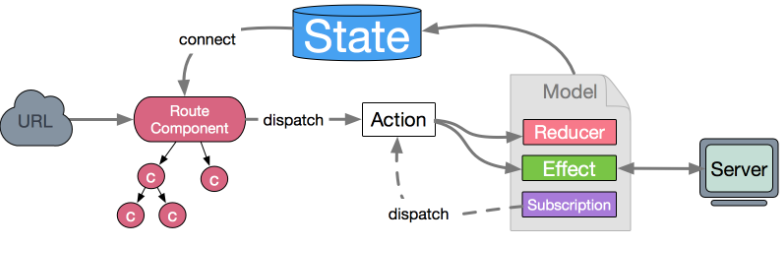 State
connect
Model
URL
Route
Component
dispatch
Action
Reducer
Effect
Server
Subscription
dispatch
C
C
C
C